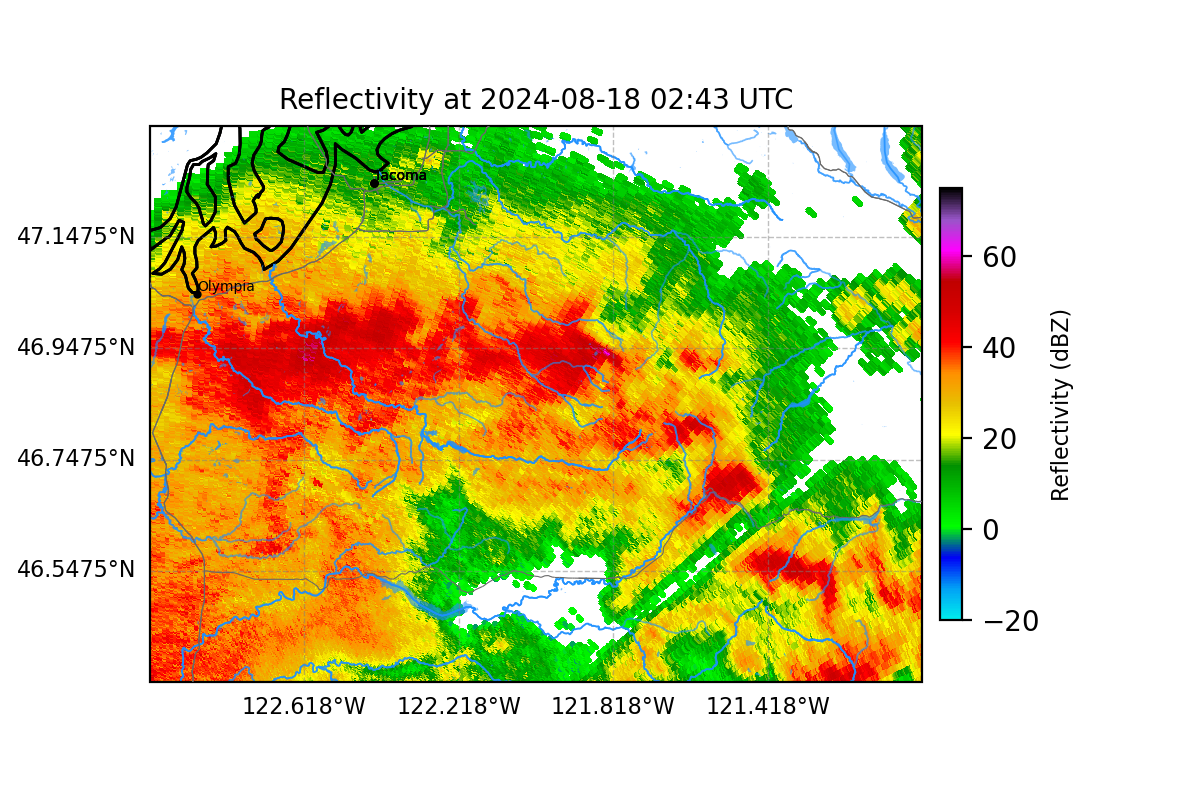 Reflectivity at 2024-08-18 02:43 UTC
Tacoma
47.1475°N
Olympia
46.9475°N
46.7475°N
46.5475°N
122.618°W
122.218°W
121.818°W
121.418°W
60
40
20
0
−20
Reflectivity (dBZ)